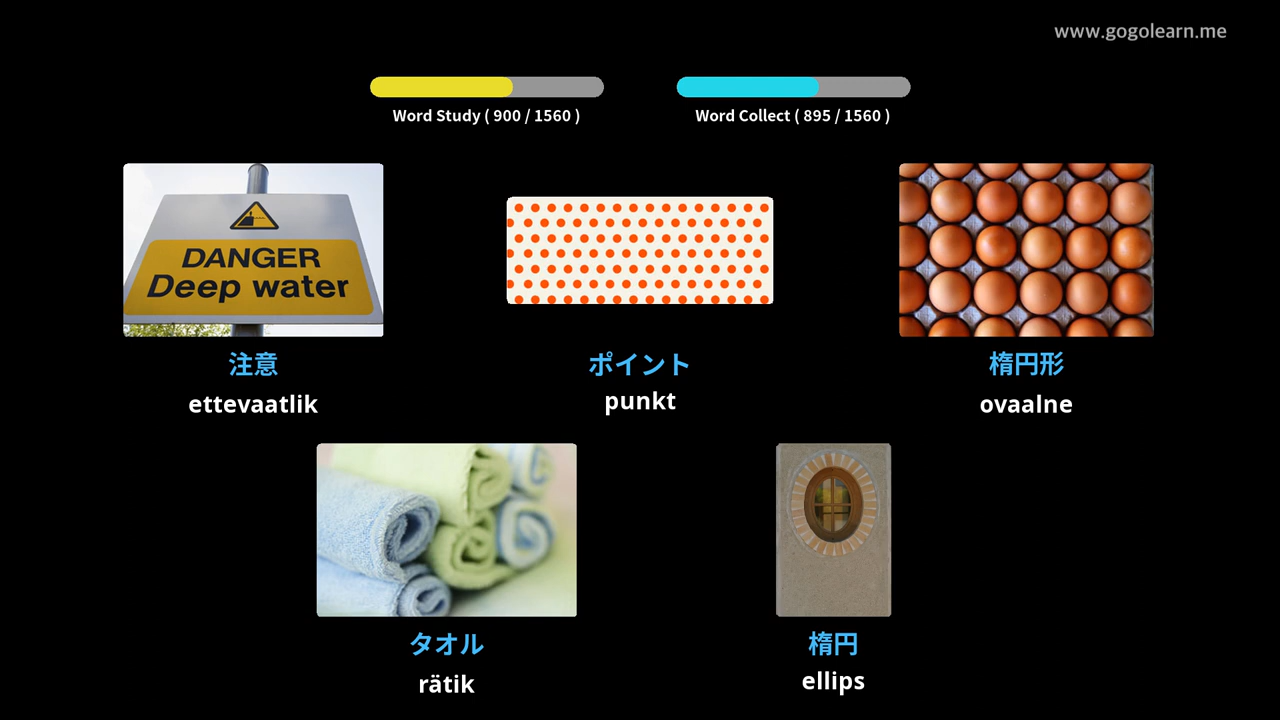 www.gogolearn.me
Word Study ( 900 / 1560 )
Word Collect ( 895 / 1560 )
DANGER
Deep water
注意
ettevaatlik
ポイント
punkt
楕円形
ovaalne
タオル
rätik
楕円
ellips